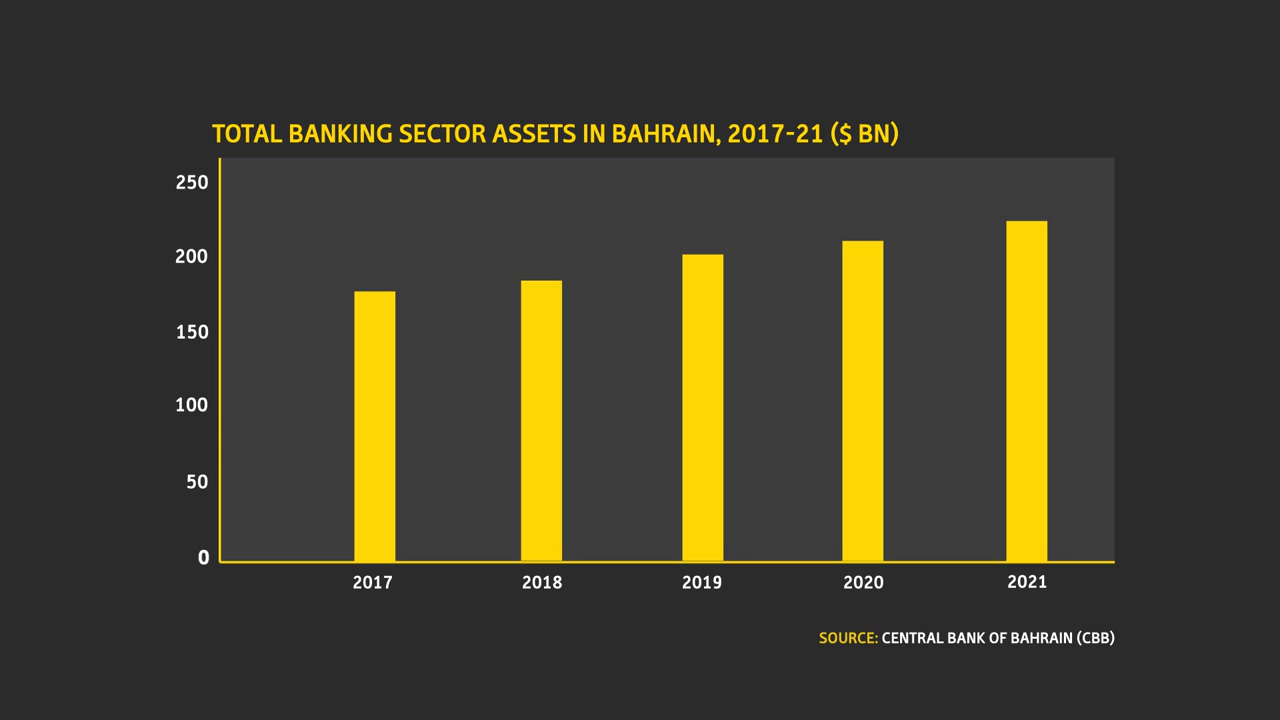 TOTAL BANKING SECTOR ASSETS IN BAHRAIN, 2017-21 ($ BN)
250
200
150
100
50
0
2017 2018 2019 2020 2021
SOURCE: CENTRAL BANK OF BAHRAIN (CBB)